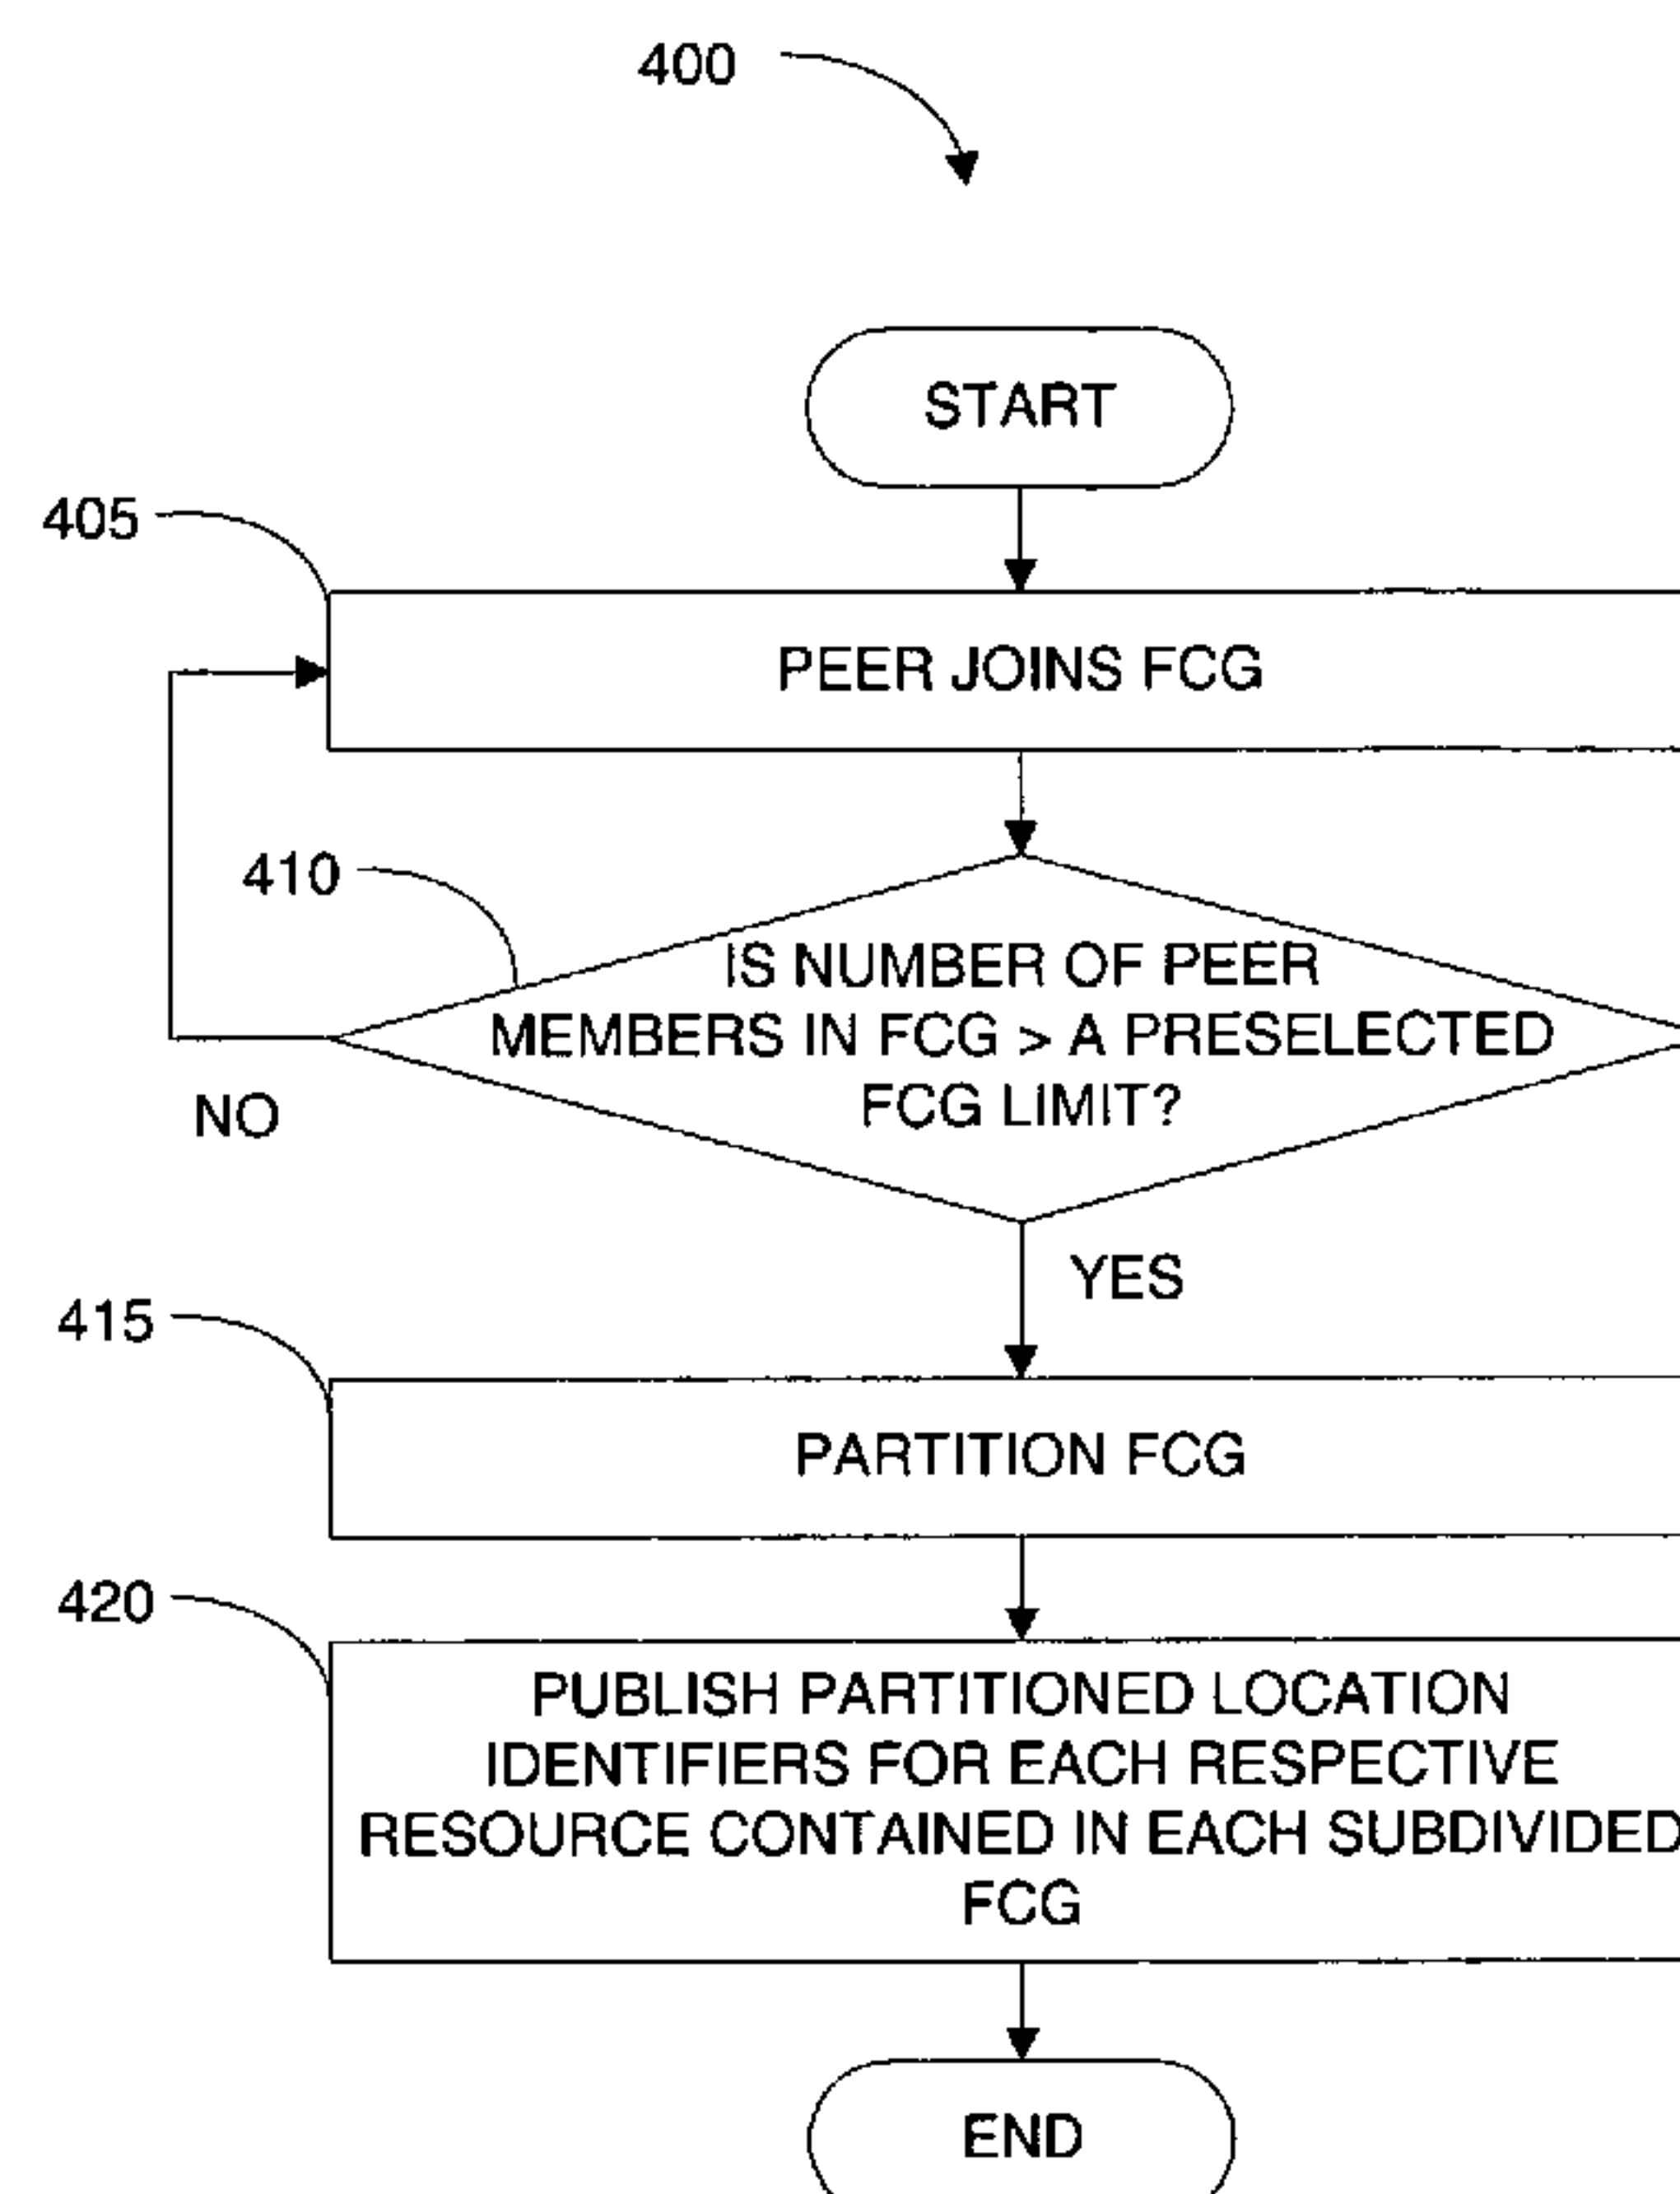 400
START
405
PEER JOINS FCG
410
IS NUMBER OF PEER
MEMBERS IN FCG > A PRESELECTED
FCG LIMIT?
NO
YES
415
PARTITION FCG
420
PUBLISH PARTITIONED LOCATION
IDENTIFIERS FOR EACH RESPECTIVE
RESOURCE CONTAINED IN EACH SUBDIVIDED
FCG
END